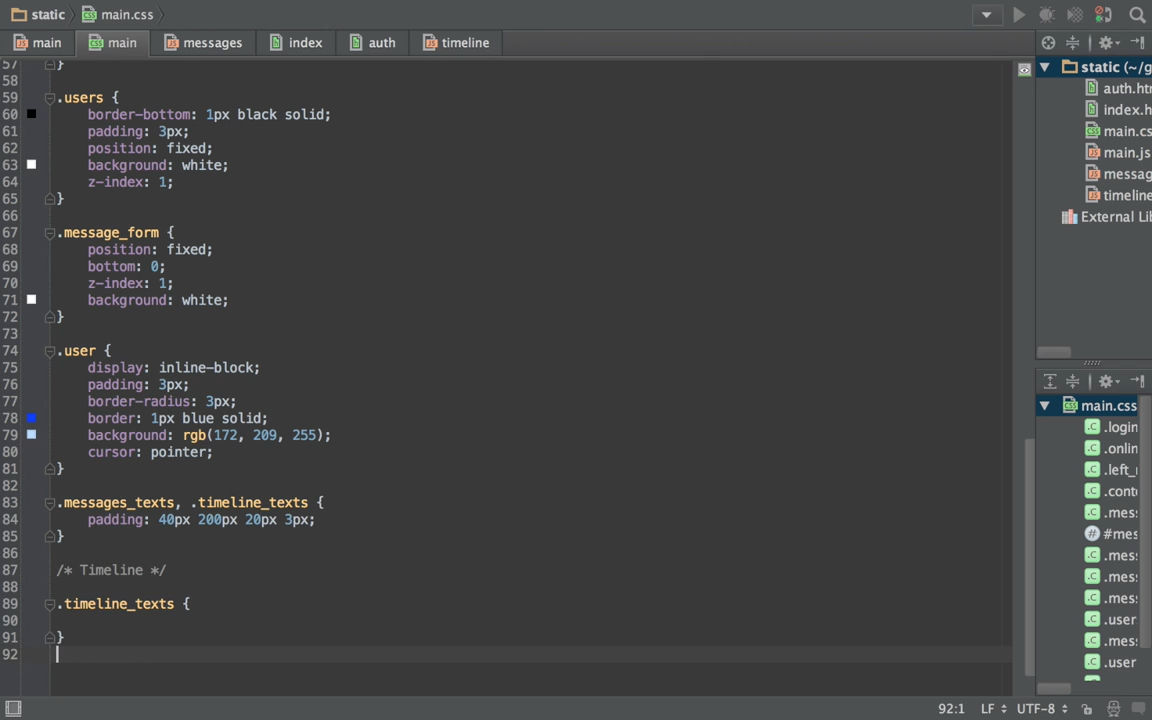 static main.css
main main messages index auth timeline
57 }
58
59 .users {
60 border-bottom: 1px black solid;
61 padding: 3px;
62 position: fixed;
63 background: white;
64 z-index: 1;
65 }
66
67 .message_form {
68 position: fixed;
69 bottom: 0;
70 z-index: 1;
71 background: white;
72 }
73
74 .user {
75 display: inline-block;
76 padding: 3px;
77 border-radius: 3px;
78 border: 1px blue solid;
79 background: rgb(172, 209, 255);
80 cursor: pointer;
81 }
82
83 .messages_texts, .timeline_texts {
84 padding: 40px 200px 20px 3px;
85 }
86
87 /* Timeline */
88
89 .timeline_texts {
90
91 }
92
static (~/g
auth.htm
index.h
main.cs
main.js
messag
timeline
External Lib
main.css
.login
.onlin
.left_
.conte
.mes
#mes
.mes
.mes
.mes
.user
.mes
.user
92:1 LF UTF-8